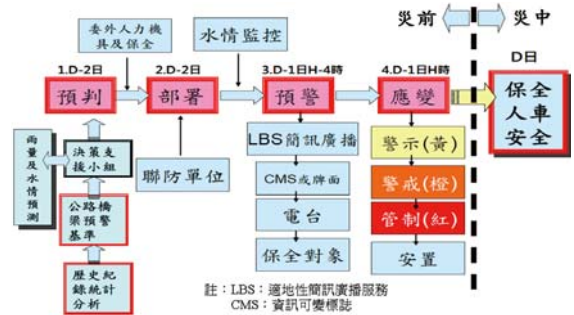 委外人力機
具及保全
水情監控
災前
災中
1.D-2日
2.D-2日
3.D-1日H-4時
4.D-1日H時
D日
預判
部署
預警
應變
保全
人車
安全
雨量及水情預測
決策支
援小組
公路橋
梁預警
基準
歷史紀
錄統計
分析
聯防單位
LBS簡訊廣播
CMS或牌面
電台
保全對象
警示(黃)
警戒(橙)
管制(紅)
安置
註：LBS：適地性簡訊廣播服務
CMS：資訊可變標誌